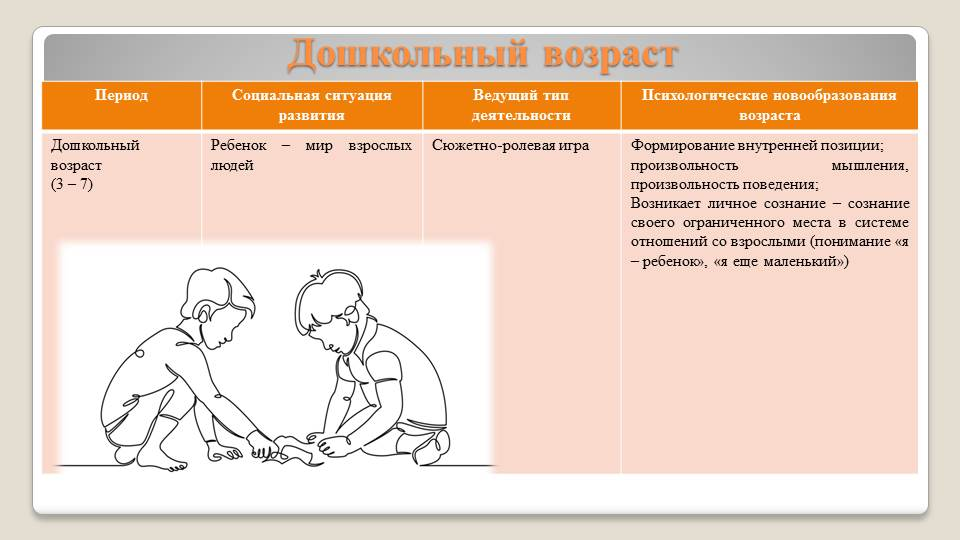 Дошкольный возраст
Период
Социальная ситуация
развития
Ведущий тип
деятельности
Психологические новообразования
возраста
Дошкольный
возраст
(3 – 7)
Ребенок – мир взрослых
людей
Сюжетно-ролевая игра
Формирование внутренней позиции;
произвольность мышления,
произвольность поведения;
Возникает личное сознание – сознание
своего ограниченного места в системе
отношений со взрослыми (понимание «я
– ребенок», «я еще маленький»)